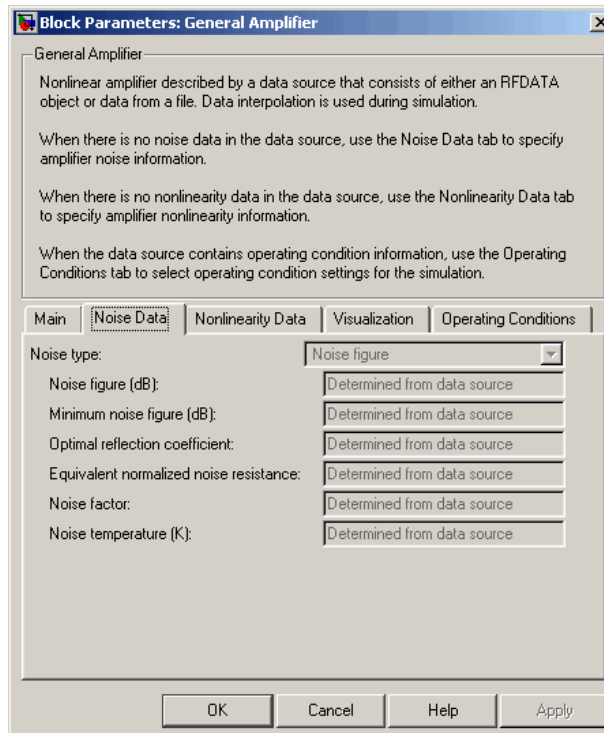 Block Parameters: General Amplifier
General Amplifier
Nonlinear amplifier described by a data source that consists of either an RFDATA
object or data from a file. Data interpolation is used during simulation.
When there is no noise data in the data source, use the Noise Data tab to specify
amplifier noise information.
When there is no nonlinearity data in the data source, use the Nonlinearity Data tab
to specify amplifier nonlinearity information.
When the data source contains operating condition information, use the Operating
Conditions tab to select operating condition settings for the simulation.
Main Noise Data Nonlinearity Data Visualization Operating Conditions
Noise type: Noise figure
Noise figure (dB): Determined from data source
Minimum noise figure (dB): Determined from data source
Optimal reflection coefficient: Determined from data source
Equivalent normalized noise resistance: Determined from data source
Noise factor: Determined from data source
Noise temperature (K): Determined from data source
OK Cancel Help Apply